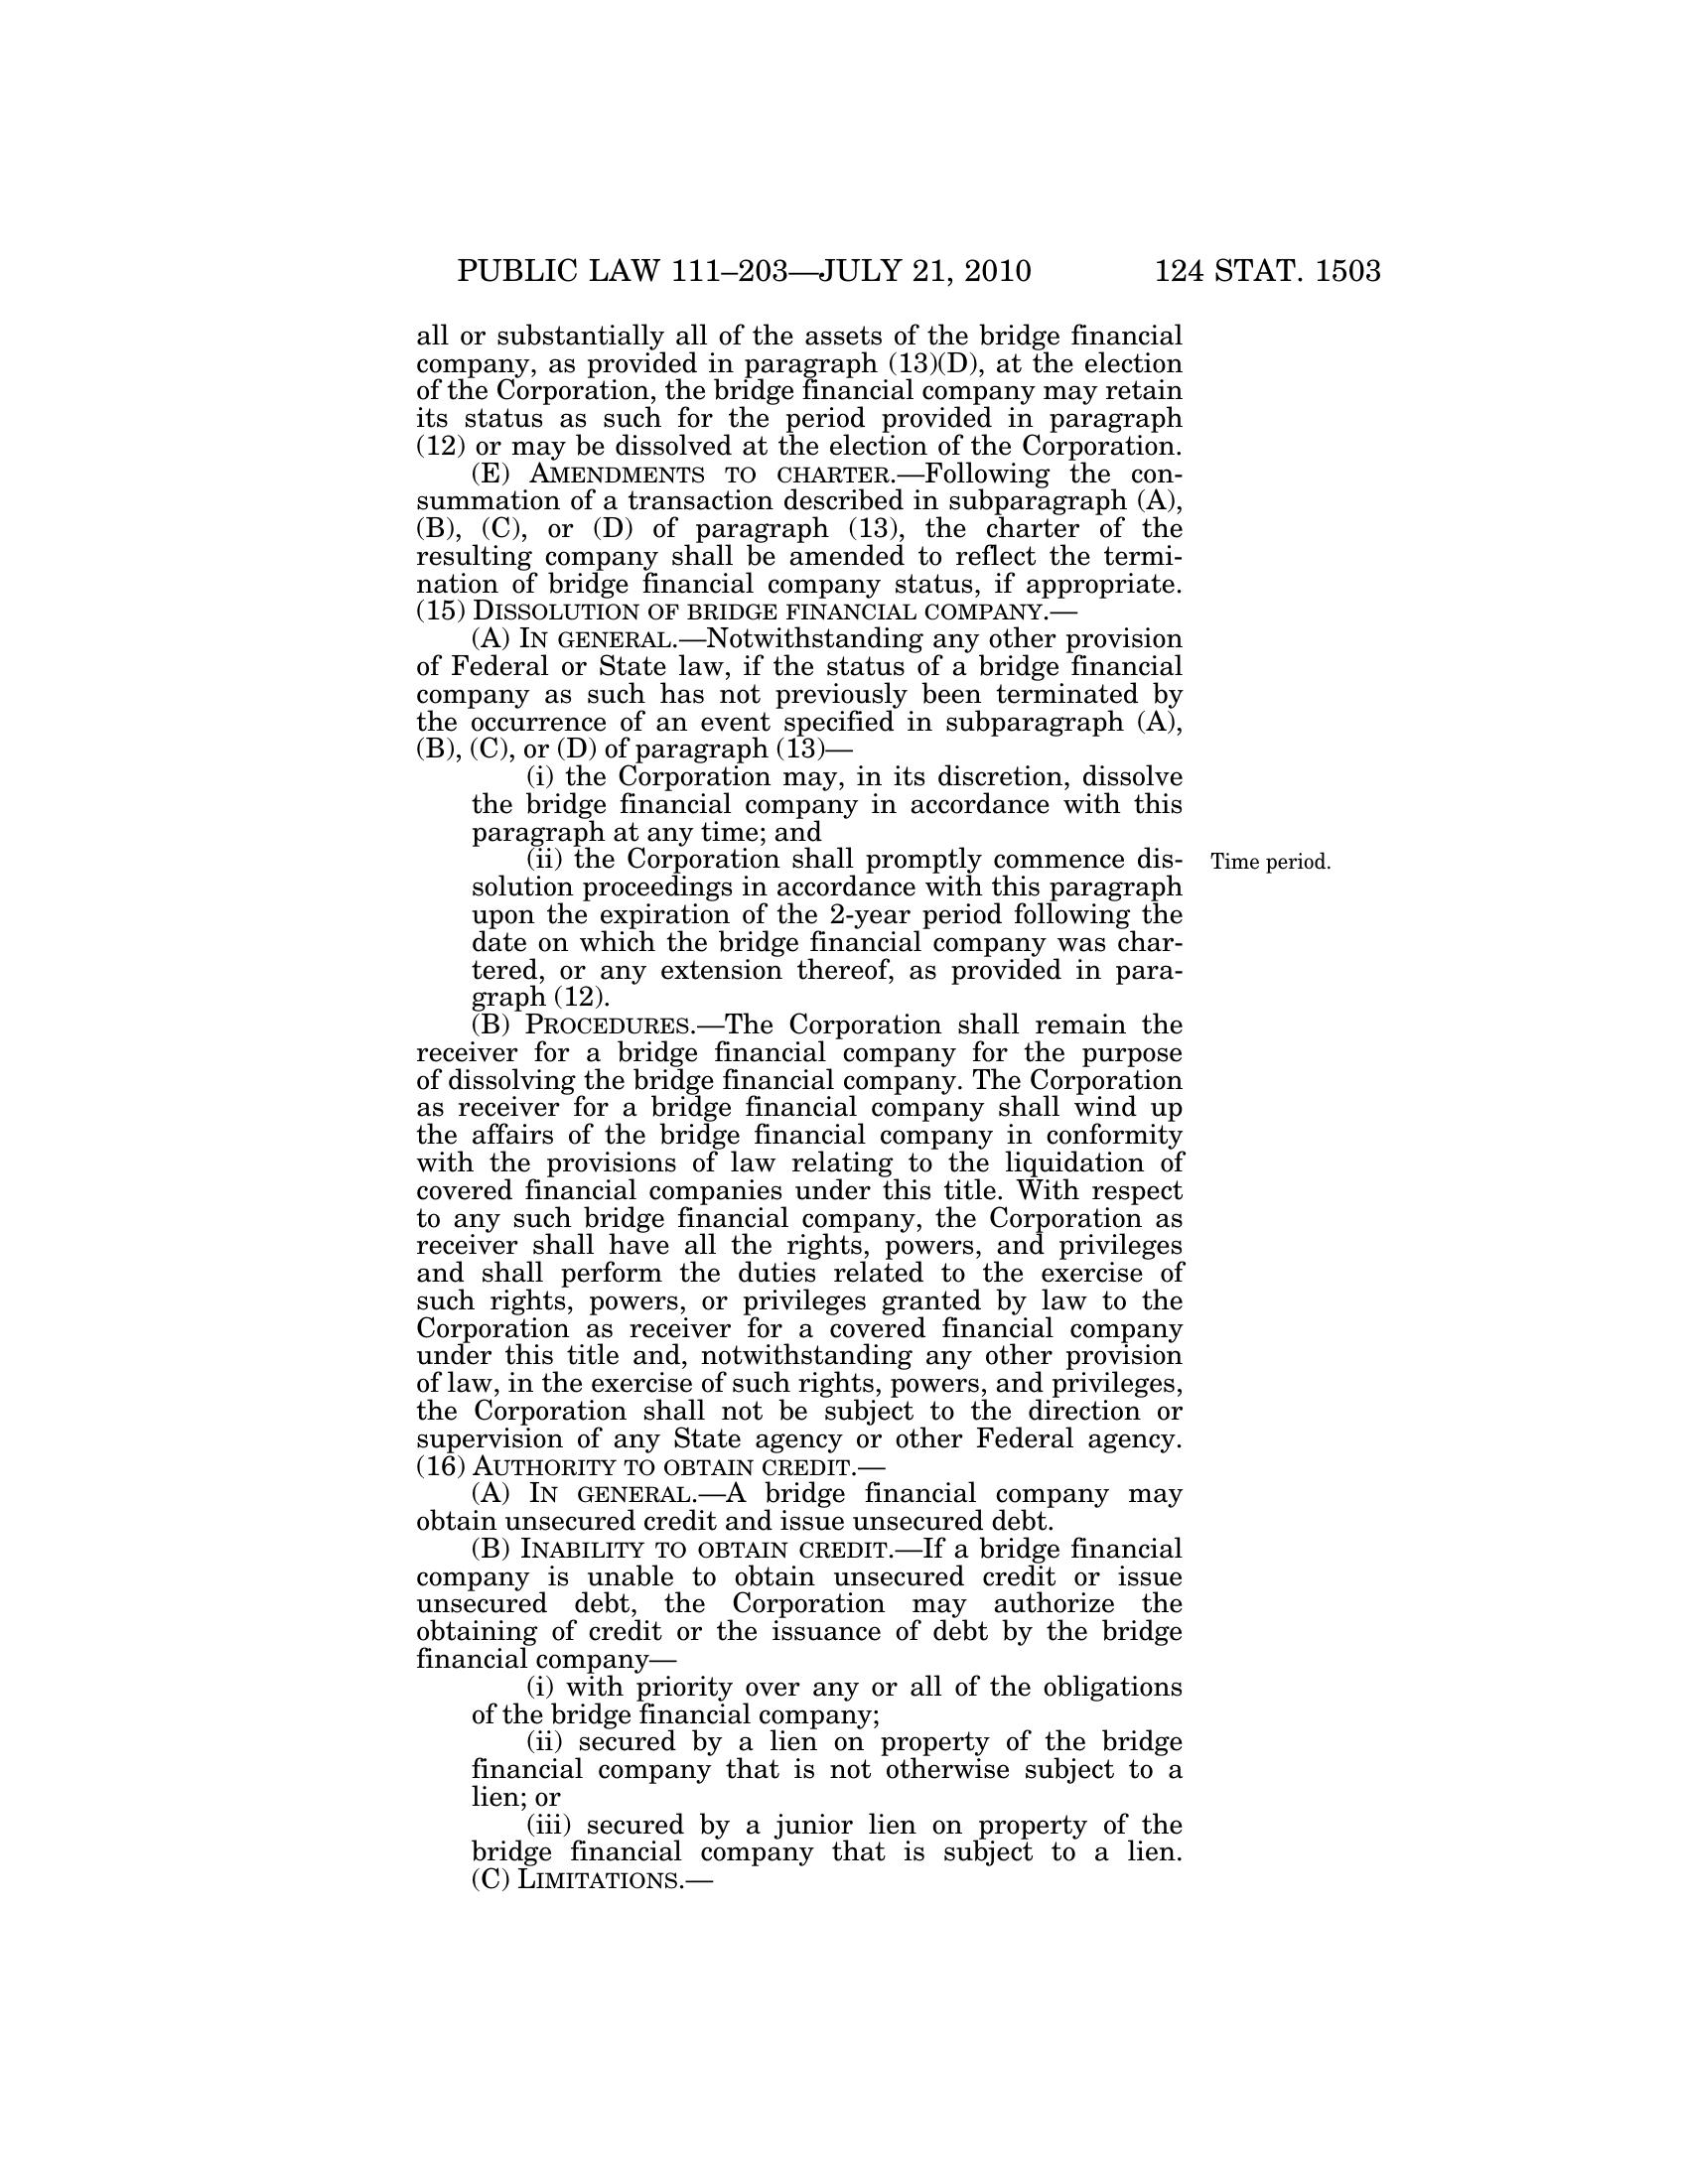 PUBLIC LAW 111–203—JULY 21, 2010 124 STAT. 1503
all or substantially all of the assets of the bridge financial
company, as provided in paragraph (13)(D), at the election
of the Corporation, the bridge financial company may retain
its status as such for the period provided in paragraph
(12) or may be dissolved at the election of the Corporation.
(E) AMENDMENTS TO CHARTER.—Following the con-
summation of a transaction described in subparagraph (A),
(B), (C), or (D) of paragraph (13), the charter of the
resulting company shall be amended to reflect the termi-
nation of bridge financial company status, if appropriate.
(15) DISSOLUTION OF BRIDGE FINANCIAL COMPANY.—
(A) IN GENERAL.—Notwithstanding any other provision
of Federal or State law, if the status of a bridge financial
company as such has not previously been terminated by
the occurrence of an event specified in subparagraph (A),
(B), (C), or (D) of paragraph (13)—
(i) the Corporation may, in its discretion, dissolve
the bridge financial company in accordance with this
paragraph at any time; and
(ii) the Corporation shall promptly commence dis-
Time period.
solution proceedings in accordance with this paragraph
upon the expiration of the 2-year period following the
date on which the bridge financial company was char-
tered, or any extension thereof, as provided in para-
graph (12).
(B) PROCEDURES.—The Corporation shall remain the
receiver for a bridge financial company for the purpose
of dissolving the bridge financial company. The Corporation
as receiver for a bridge financial company shall wind up
the affairs of the bridge financial company in conformity
with the provisions of law relating to the liquidation of
covered financial companies under this title. With respect
to any such bridge financial company, the Corporation as
receiver shall have all the rights, powers, and privileges
and shall perform the duties related to the exercise of
such rights, powers, or privileges granted by law to the
Corporation as receiver for a covered financial company
under this title and, notwithstanding any other provision
of law, in the exercise of such rights, powers, and privileges,
the Corporation shall not be subject to the direction or
supervision of any State agency or other Federal agency.
(16) AUTHORITY TO OBTAIN CREDIT.—
(A) IN GENERAL.—A bridge financial company may
obtain unsecured credit and issue unsecured debt.
(B) INABILITY TO OBTAIN CREDIT.—If a bridge financial
company is unable to obtain unsecured credit or issue
unsecured debt, the Corporation may authorize the
obtaining of credit or the issuance of debt by the bridge
financial company—
(i) with priority over any or all of the obligations
of the bridge financial company;
(ii) secured by a lien on property of the bridge
financial company that is not otherwise subject to a
lien; or
(iii) secured by a junior lien on property of the
bridge financial company that is subject to a lien.
(C) LIMITATIONS.—